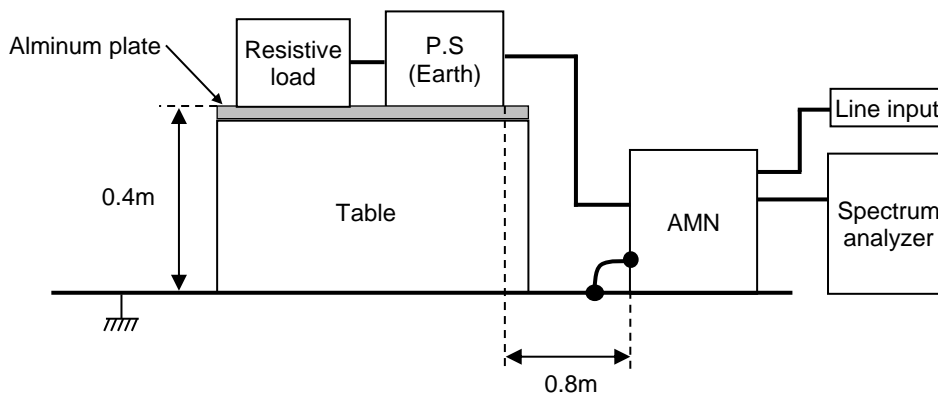 Alminum plate
Resistive
load
P.S
(Earth)
Line input
0.4m
Table
AMN
Spectrum
analyzer
0.8m